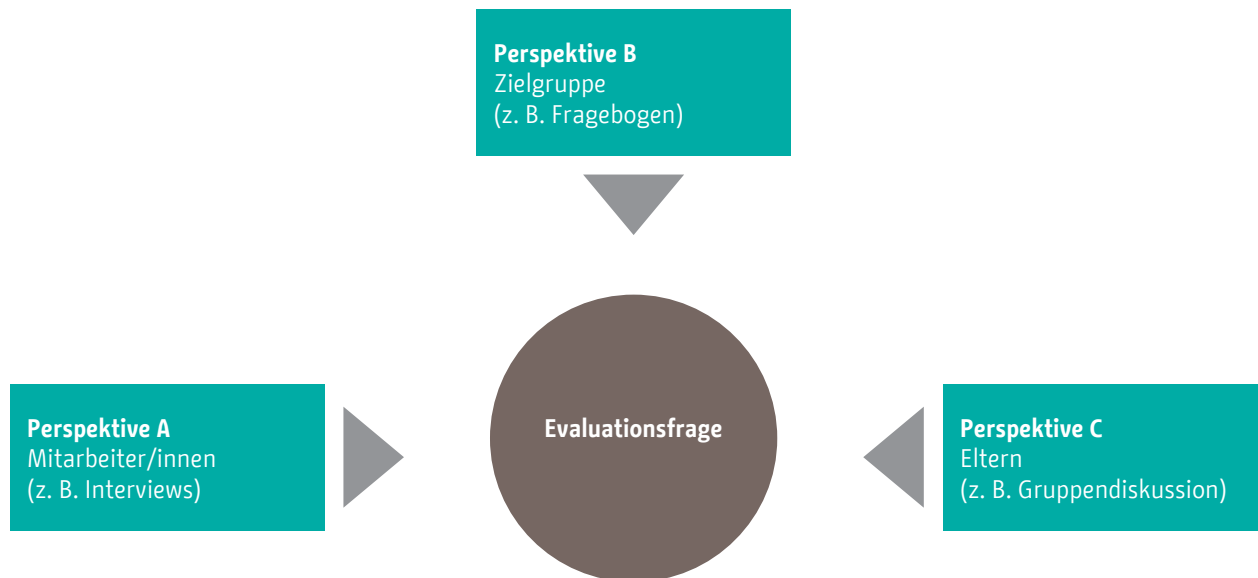 Perspektive B
Zielgruppe
(z. B. Fragebogen)
Perspektive A
Mitarbeiter/innen
(z. B. Interviews)
Evaluationsfrage
Perspektive C
Eltern
(z. B. Gruppendiskussion)